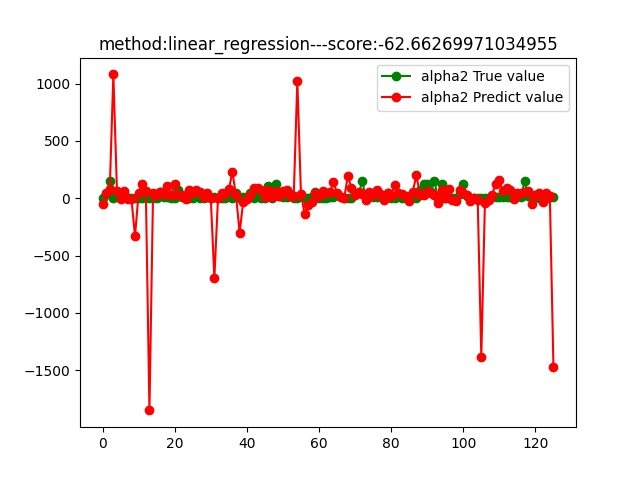 method:linear_regression---score:-62.66269971034955
alpha2 True value
alpha2 Predict value
1000
500
0
−500
−1000
−1500
0 20 40 60 80 100 120